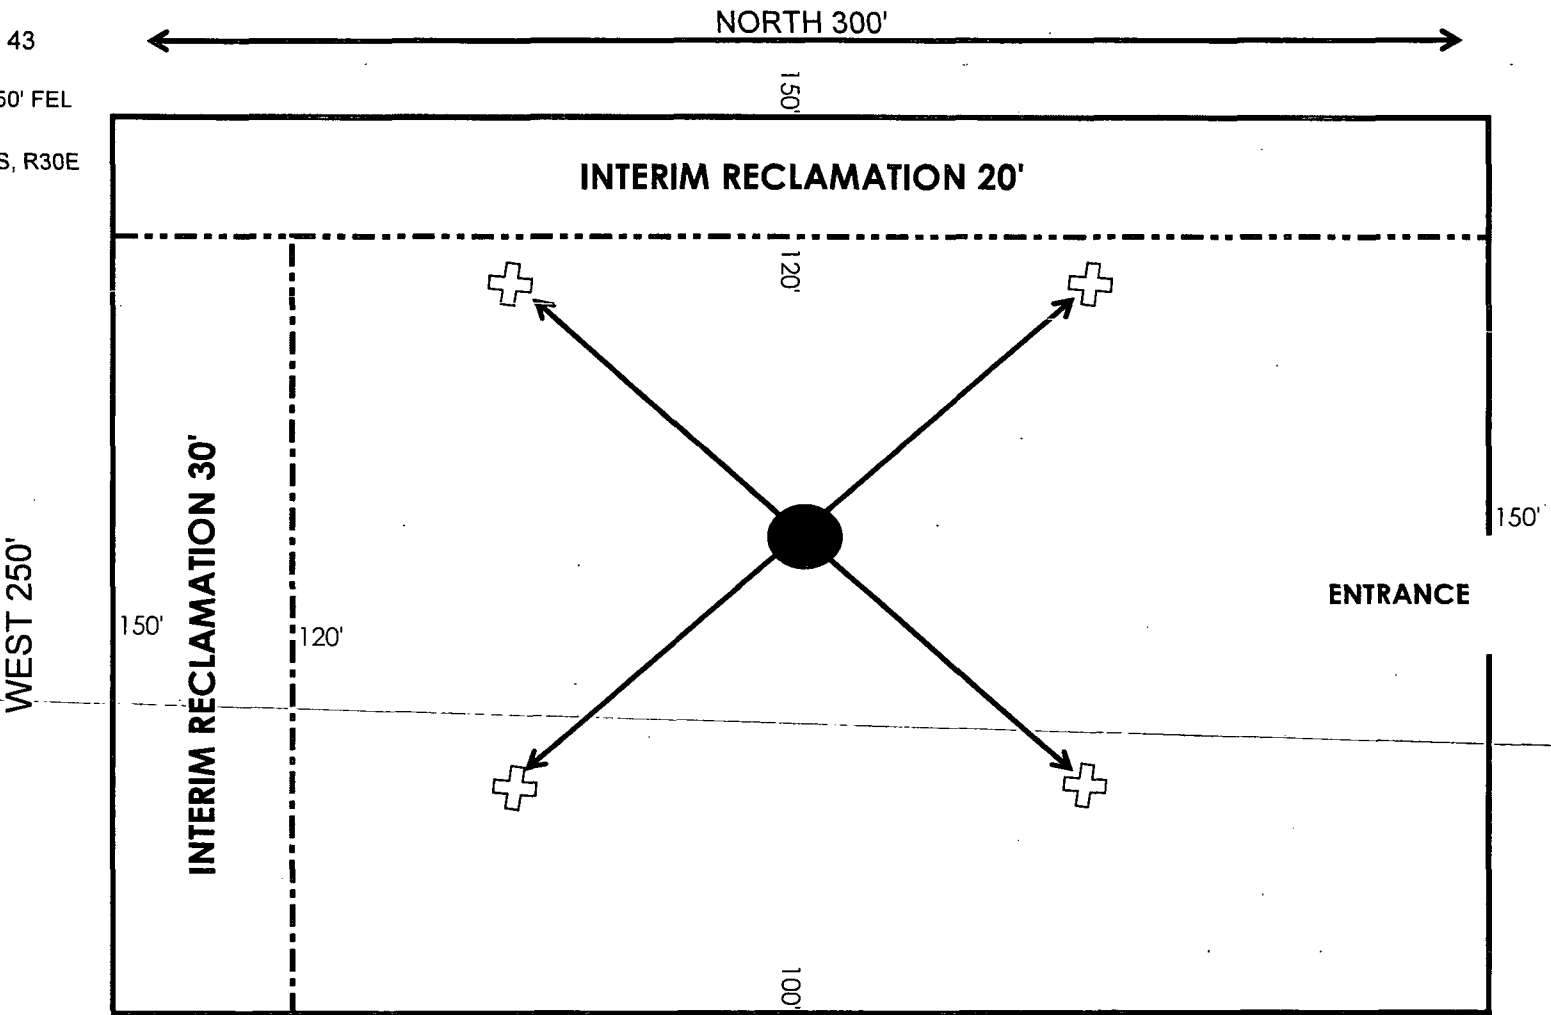 NORTH 300'
43
50' FEL
S, R30E
150'
INTERIM RECLAMATION 20'
120'
INTERIM RECLAMATION 30'
WEST 250'
150'
120'
150'
ENTRANCE
100'